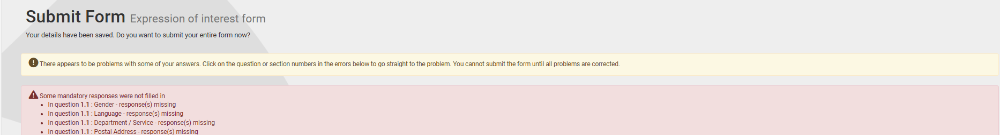 Submit Form Expression of interest form
Your details have been saved. Do you want to submit your entire form now?
There appears to be problems with some of your answers. Click on the question or section numbers in the errors below to go straight to the problem. You cannot submit the form until all problems are corrected.
Some mandatory responses were not filled in
• In question 1.1 : Gender - response(s) missing
• In question 1.1 : Language - response(s) missing
• In question 1.1 : Department / Service - response(s) missing
• In question 1.1 : Postal Address - response(s) missing